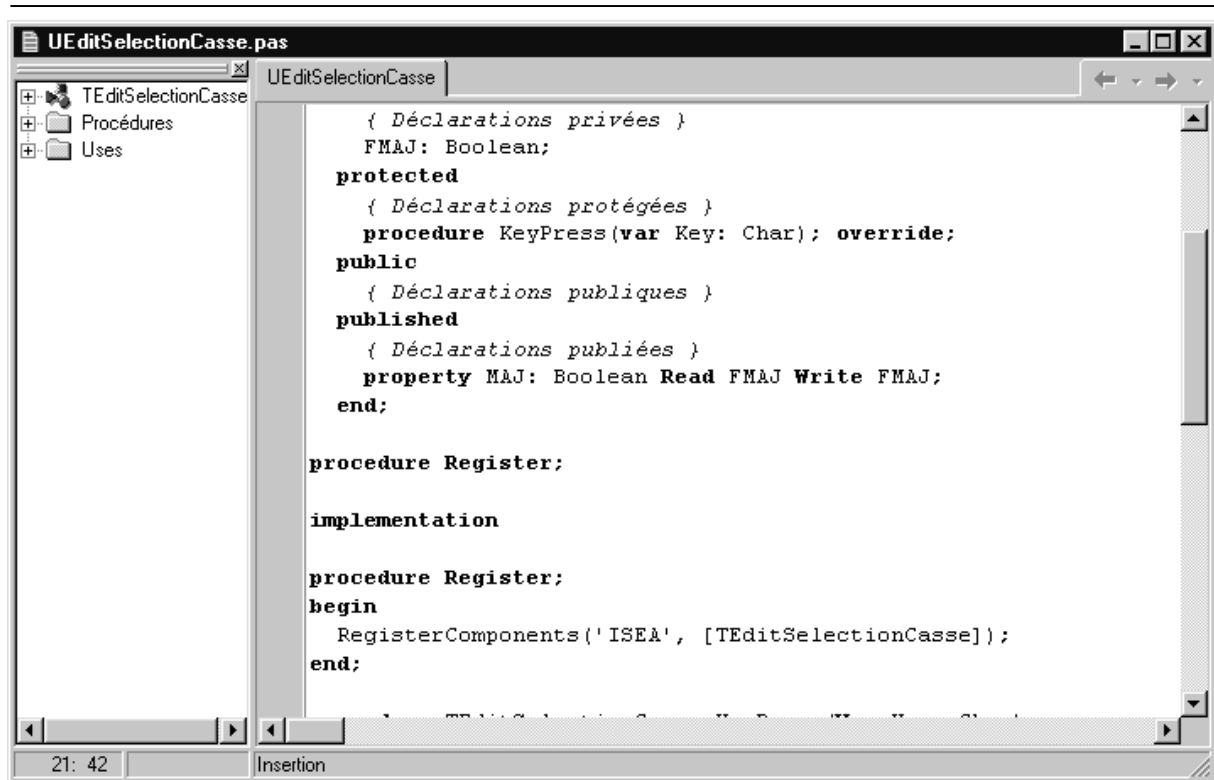 UEditSelectionCasse.pas
UEditSelectionCasse
TEditSelectionCasse
Procédures
Uses
{ Déclarations privées }
FMAJ: Boolean;
protected
{ Déclarations protégées }
procedure KeyPress(var Key: Char); override;
public
{ Déclarations publiques }
published
{ Déclarations publiées }
property MAJ: Boolean Read FMAJ Write FMAJ;
end;
procedure Register;
implementation
procedure Register;
begin
RegisterComponents('ISEA', [TEditSelectionCasse]);
end;
21: 42
Insertion